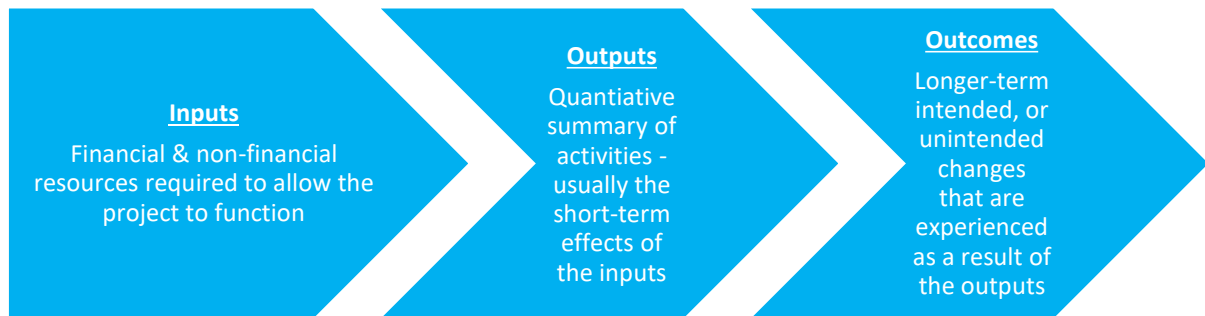 Inputs
Financial & non-financial
resources required to allow the
project to function
Outputs
Quantiative
summary of
activities -
usually the
short-term
effects of
the inputs
Outcomes
Longer-term
intended, or
unintended
changes
that are
experienced
as a result of
the outputs